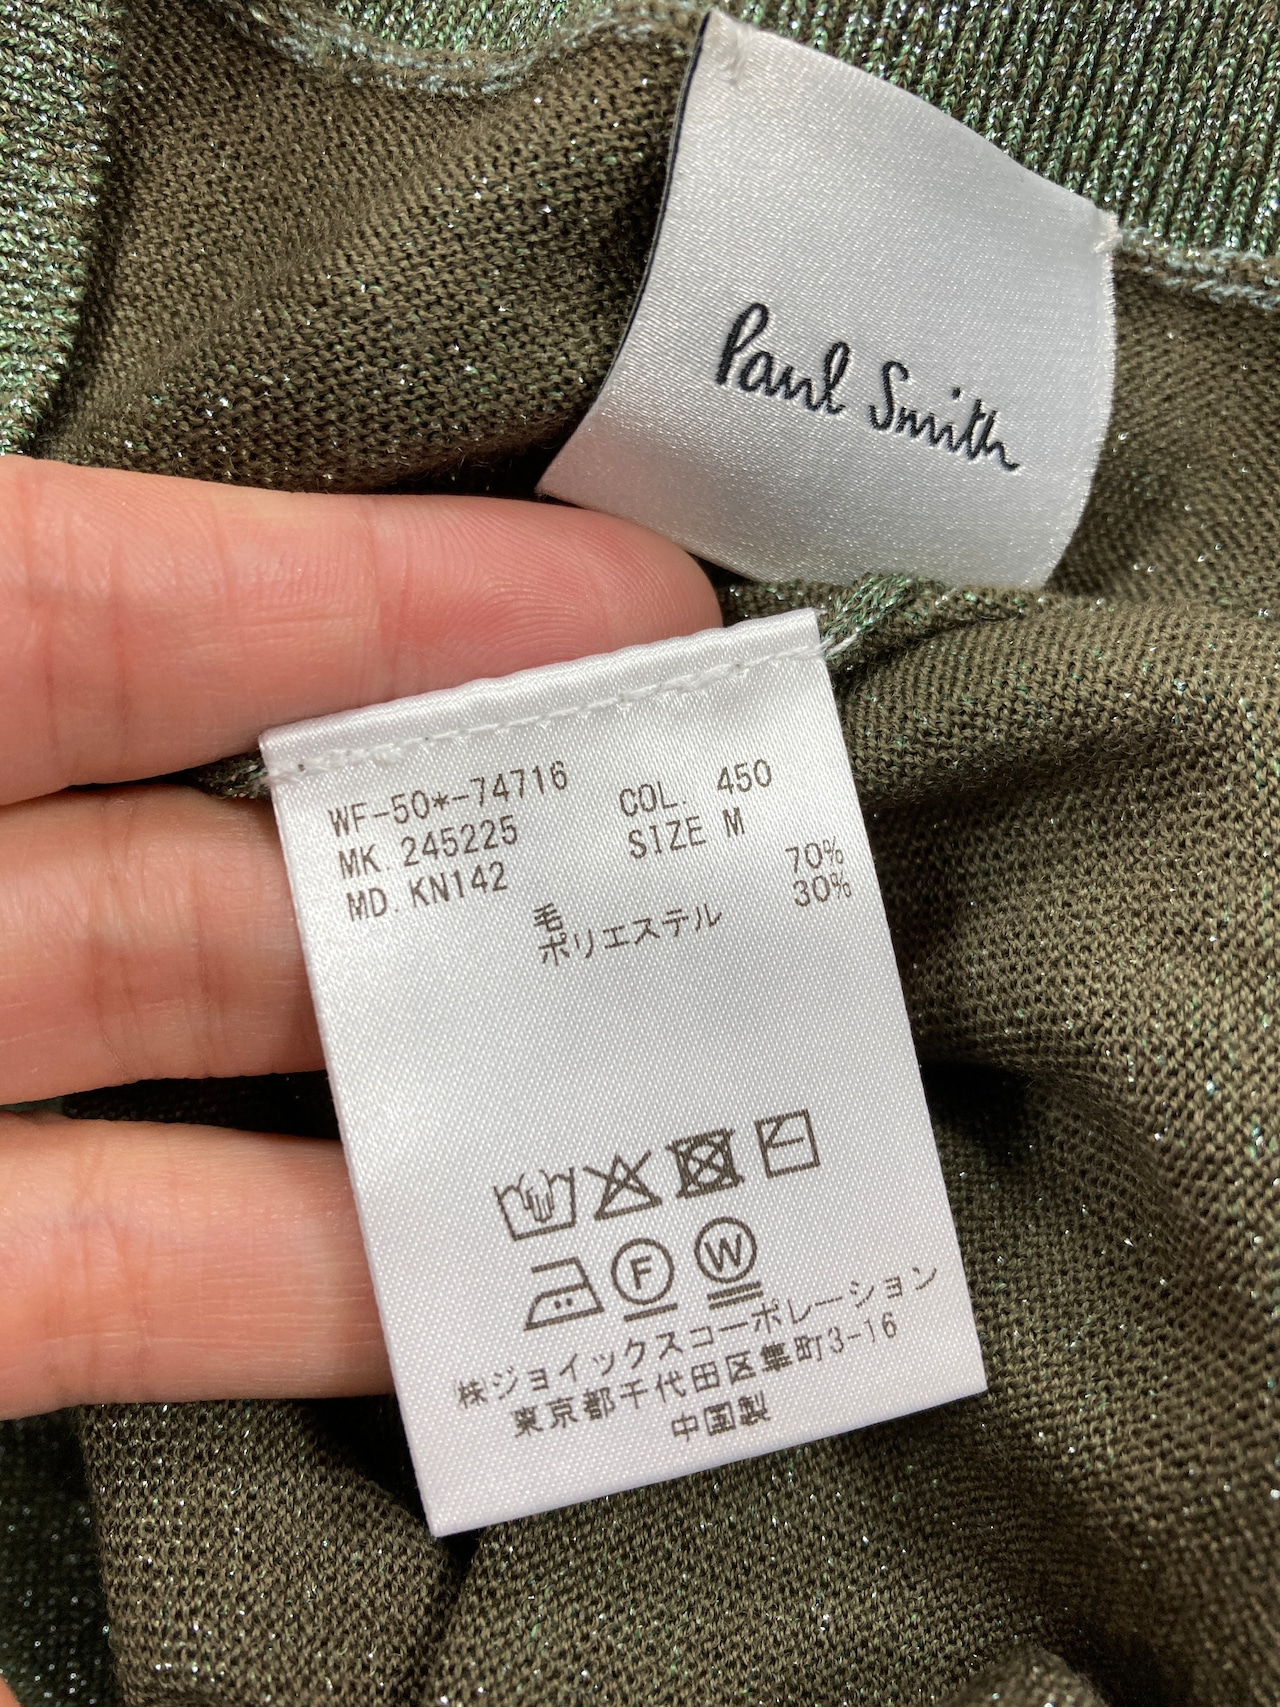 Paul Smith
WF-50*-74716 COL. 450
MK. 245225 SIZE M
MD. KN142
毛 70%
ポリエステル 30%
F W
株ジョイックスコーポレーション
東京都千代田区隼町3-16
中国製